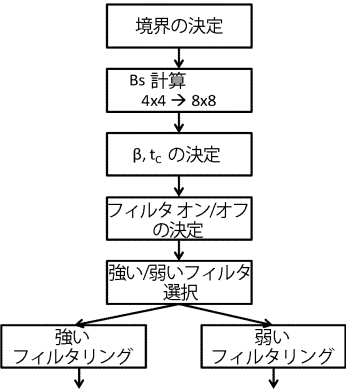 境界の決定
Bs 計算
4x4 → 8x8
β, tC の決定
フィルタ オン/オフ
の決定
強い/弱いフィルタ
選択
強い
フィルタリング
弱い
フィルタリング